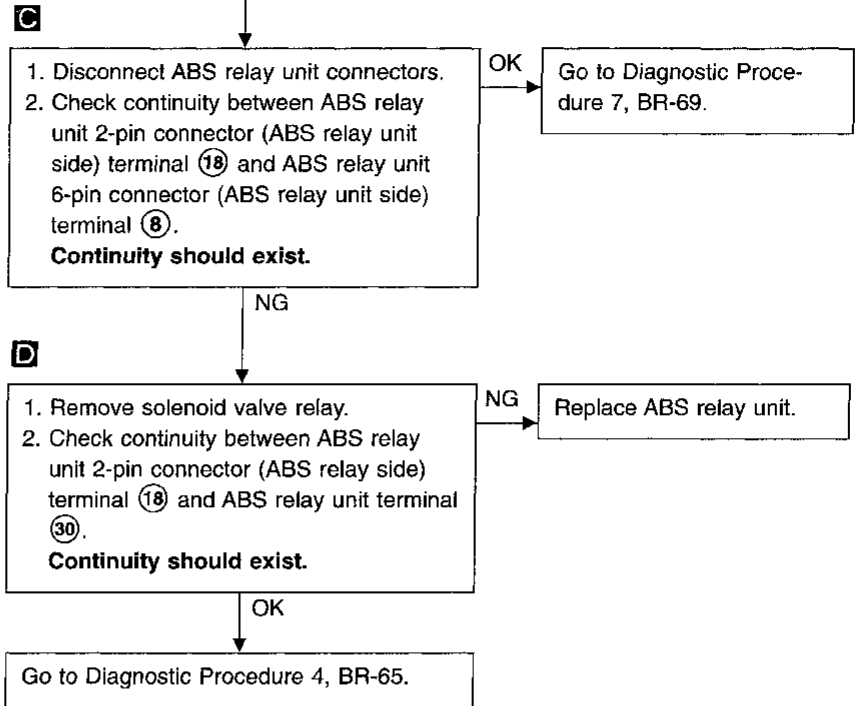 C
1. Disconnect ABS relay unit connectors.
2. Check continuity between ABS relay
unit 2-pin connector (ABS relay unit
side) terminal 18 and ABS relay unit
6-pin connector (ABS relay unit side)
terminal 8.
Continuity should exist.
OK
Go to Diagnostic Proce-
dure 7, BR-69.
NG
D
1. Remove solenoid valve relay.
2. Check continuity between ABS relay
unit 2-pin connector (ABS relay side)
terminal 18 and ABS relay unit terminal
30.
Continuity should exist.
NG
Replace ABS relay unit.
OK
Go to Diagnostic Procedure 4, BR-65.